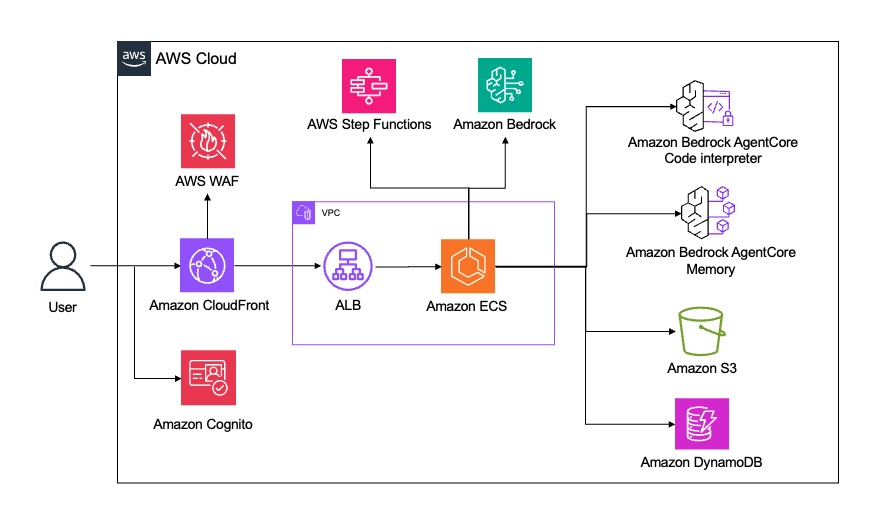 aws
AWS Cloud
AWS Step Functions
Amazon Bedrock
Amazon Bedrock AgentCore
Code interpreter
AWS WAF
VPC
Amazon Bedrock AgentCore
Memory
User
Amazon CloudFront
ALB
Amazon ECS
Amazon S3
Amazon Cognito
Amazon DynamoDB